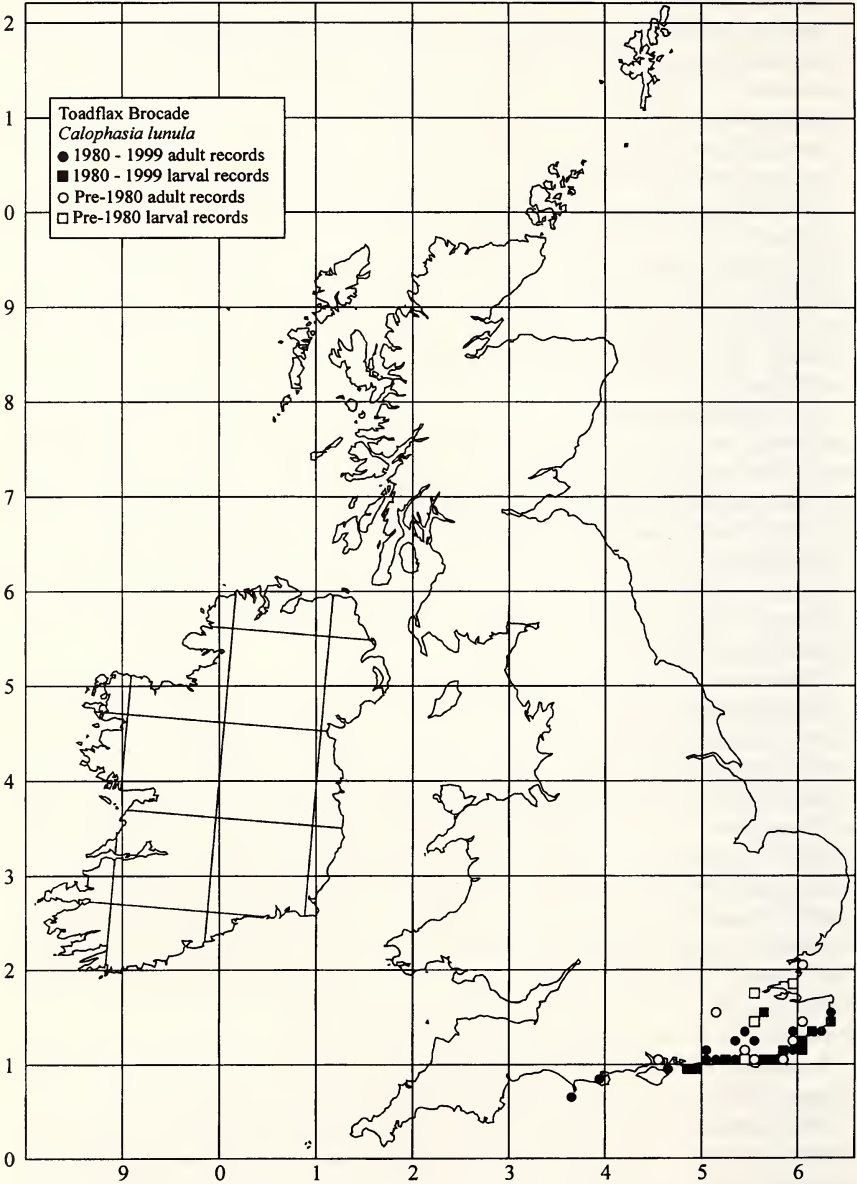 2
1
0
9
8
7
6
5
4
3
2
1
0
Toadflax Brocade
Calophasia lunula
● 1980 - 1999 adult records
■ 1980 - 1999 larval records
○ Pre-1980 adult records
□ Pre-1980 larval records
9 0 1 2 3 4 5 6